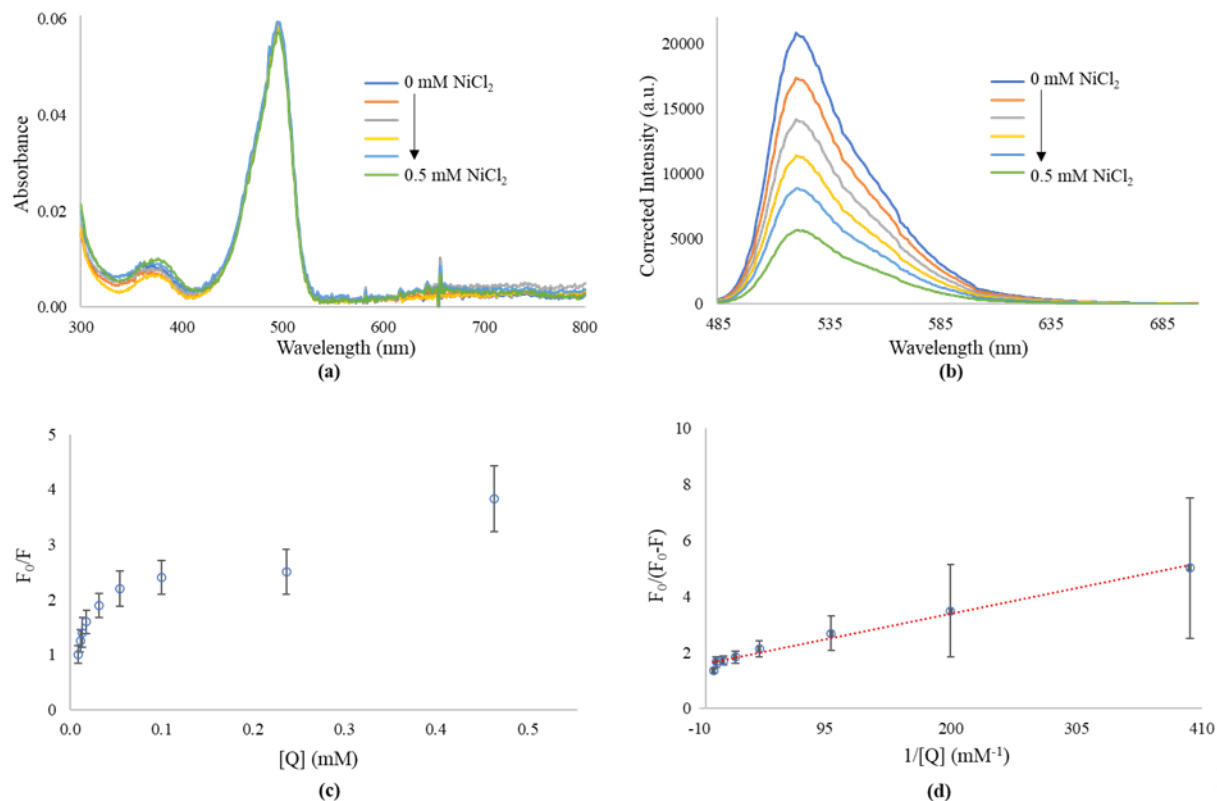 0.06
0.04
0.02
0.00
Absorbance
0 mM NiCl₂
0.5 mM NiCl₂
300
400
500
600
700
800
Wavelength (nm)
(a)
20000
15000
10000
5000
0
Corrected Intensity (a.u.)
0 mM NiCl₂
0.5 mM NiCl₂
485
535
585
635
685
Wavelength (nm)
(b)
5
4
3
2
1
0
F₀/F
0.0
0.1
0.2
0.3
0.4
0.5
[Q] (mM)
(c)
10
8
6
4
2
0
F₀/(F₀-F)
-10
95
200
305
410
1/[Q] (mM⁻¹)
(d)